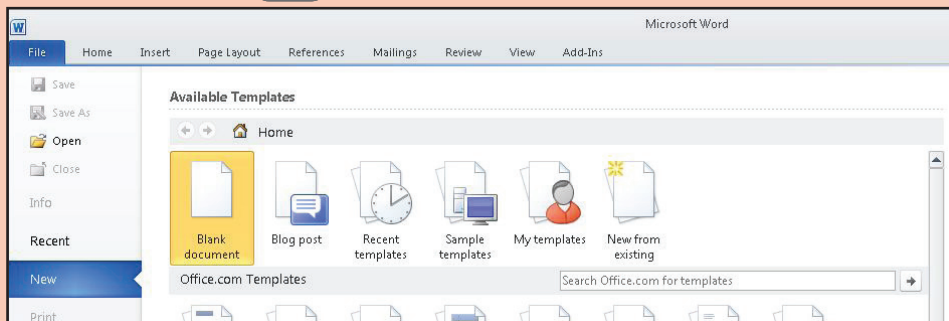 W
Microsoft Word
File Home Insert Page Layout References Mailings Review View Add-Ins
Save
Save As
Open
Close
Info
Recent
New
Print
Available Templates
Home
Blank document
Blog post
Recent templates
Sample templates
My templates
New from existing
Office.com Templates
Search Office.com for templates